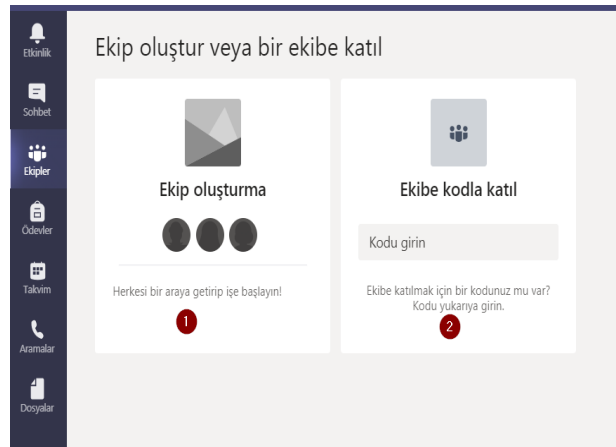 Etkinlik
Sohbet
Ekipler
Ödevler
Takvim
Aramalar
Dosyalar
Ekip oluştur veya bir ekibe katıl
Ekip oluşturma
Herkesi bir araya getirip işe başlayın!
1
Ekibe kodla katıl
Kodu girin
Ekibe katılmak için bir kodunuz mu var?
Kodu yukarıya girin.
2